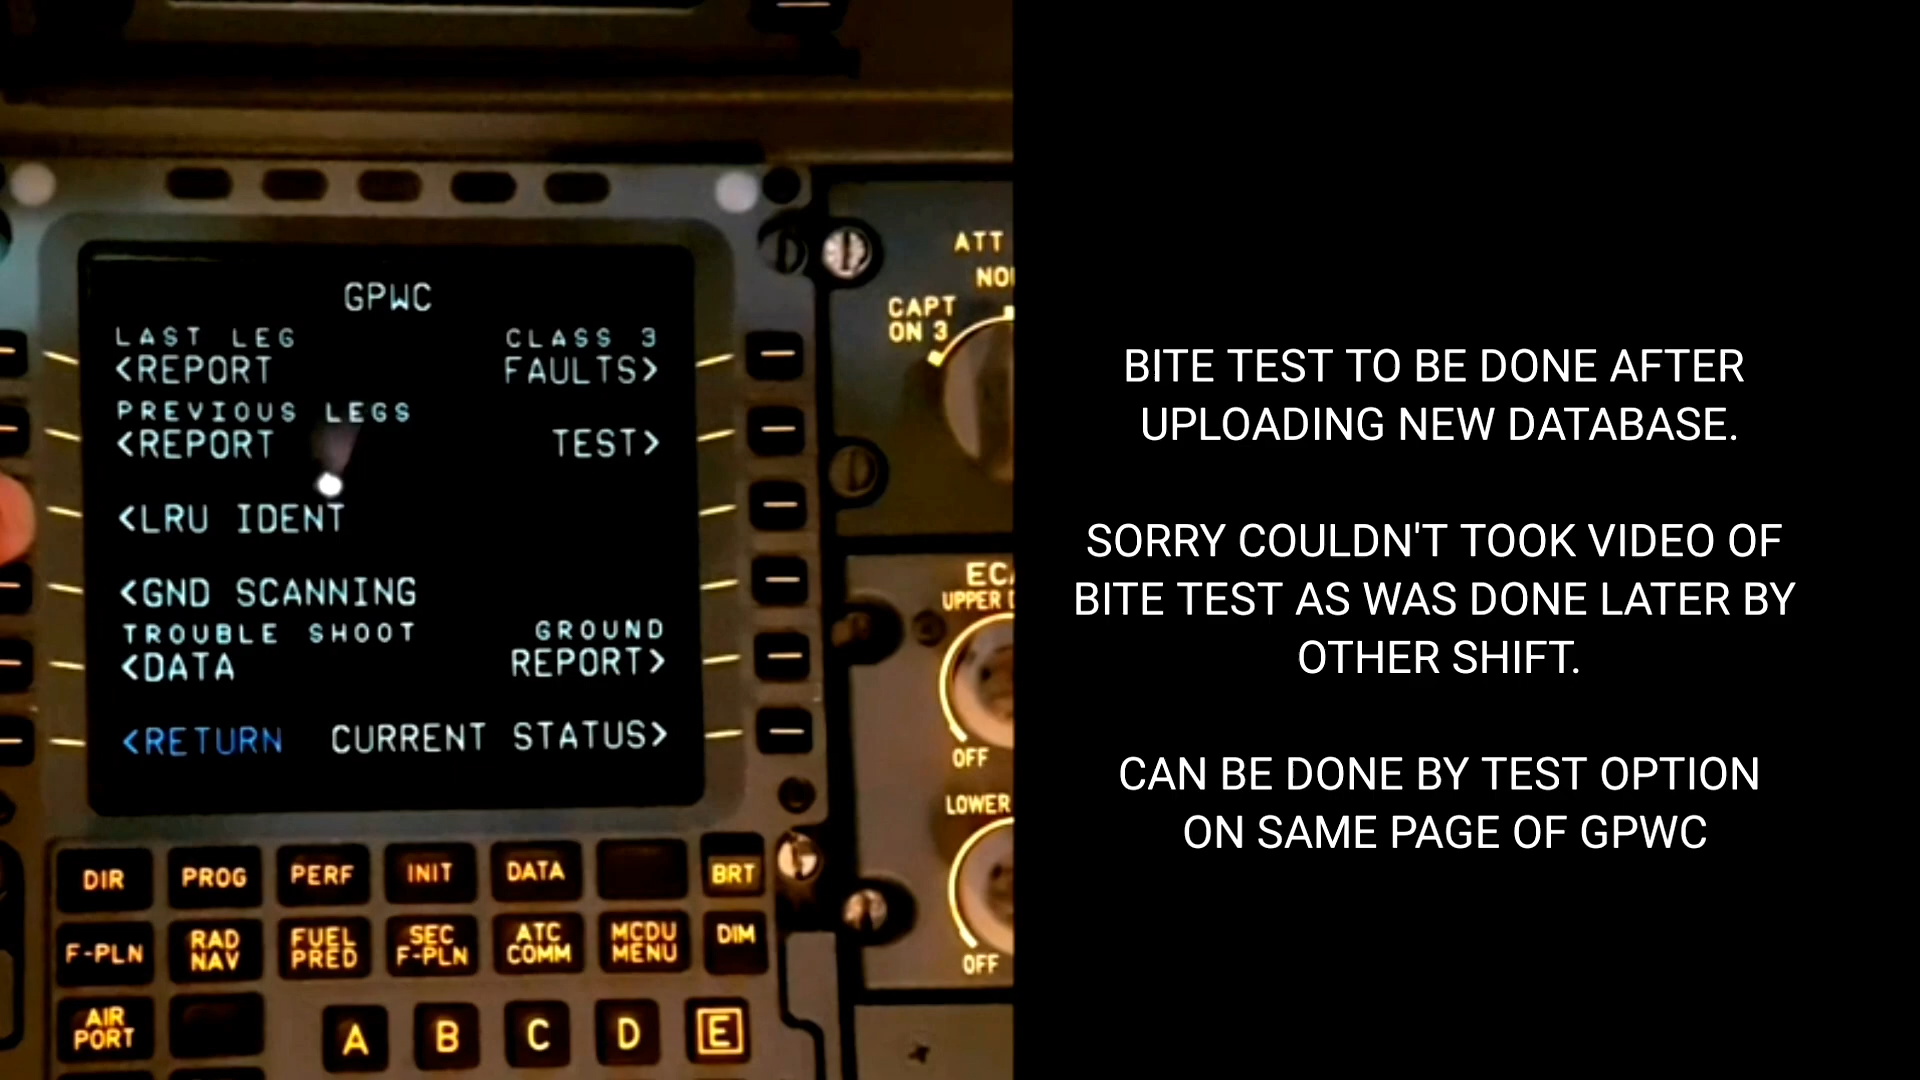 GPWC
LAST LEG CLASS 3
<REPORT FAULTS>
PREVIOUS LEGS
<REPORT TEST>
<LRU IDENT
<GND SCANNING
TROUBLE SHOOT GROUND
<DATA REPORT>
<RETURN CURRENT STATUS>
DIR PROG PERF INIT DATA BRT
F-PLN RAD NAV FUEL PRED SEC F-PLN ATC COMM MCDU MENU DIM
AIR PORT A B C D E
ATT
CAPT ON 3
UPPER
OFF
LOWER
OFF
BITE TEST TO BE DONE AFTER
UPLOADING NEW DATABASE.
SORRY COULDN'T TOOK VIDEO OF
BITE TEST AS WAS DONE LATER BY
OTHER SHIFT.
CAN BE DONE BY TEST OPTION
ON SAME PAGE OF GPWC